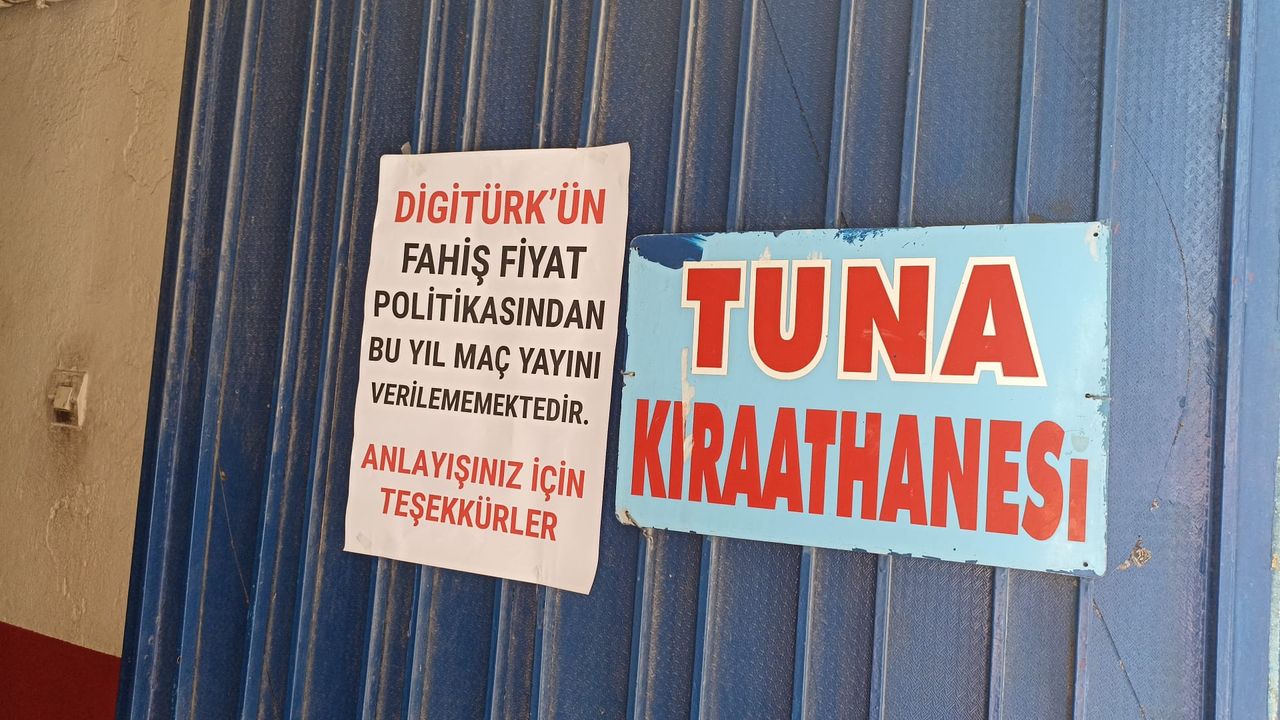 DİGİTÜRK'ÜN
FAHİŞ FİYAT
POLİTİKASINDAN
BU YIL MAÇ YAYINI
VERİLEMEMEKTEDİR.
ANLAYIŞINIZ İÇİN
TEŞEKKÜRLER
TUNA
KIRAATHANESİ